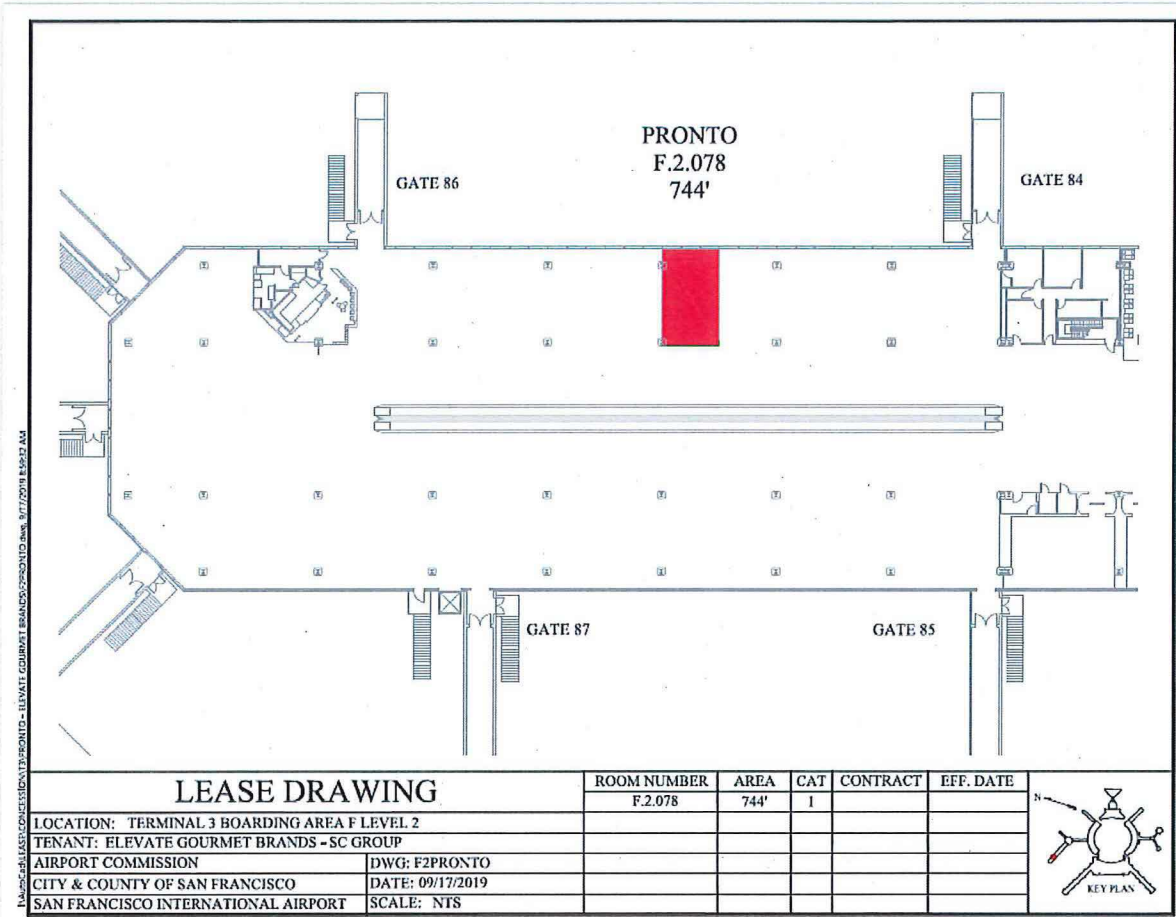 PRONTO
F.2.078
744'
GATE 86
GATE 84
GATE 87
GATE 85
LEASE DRAWING
ROOM NUMBER AREA CAT CONTRACT EFF. DATE
F.2.078 744' 1
LOCATION: TERMINAL 3 BOARDING AREA F LEVEL 2
TENANT: ELEVATE GOURMET BRANDS - SC GROUP
AIRPORT COMMISSION DWG: F2PRONTO
CITY & COUNTY OF SAN FRANCISCO DATE: 09/17/2019
SAN FRANCISCO INTERNATIONAL AIRPORT SCALE: NTS
N
KEY PLAN